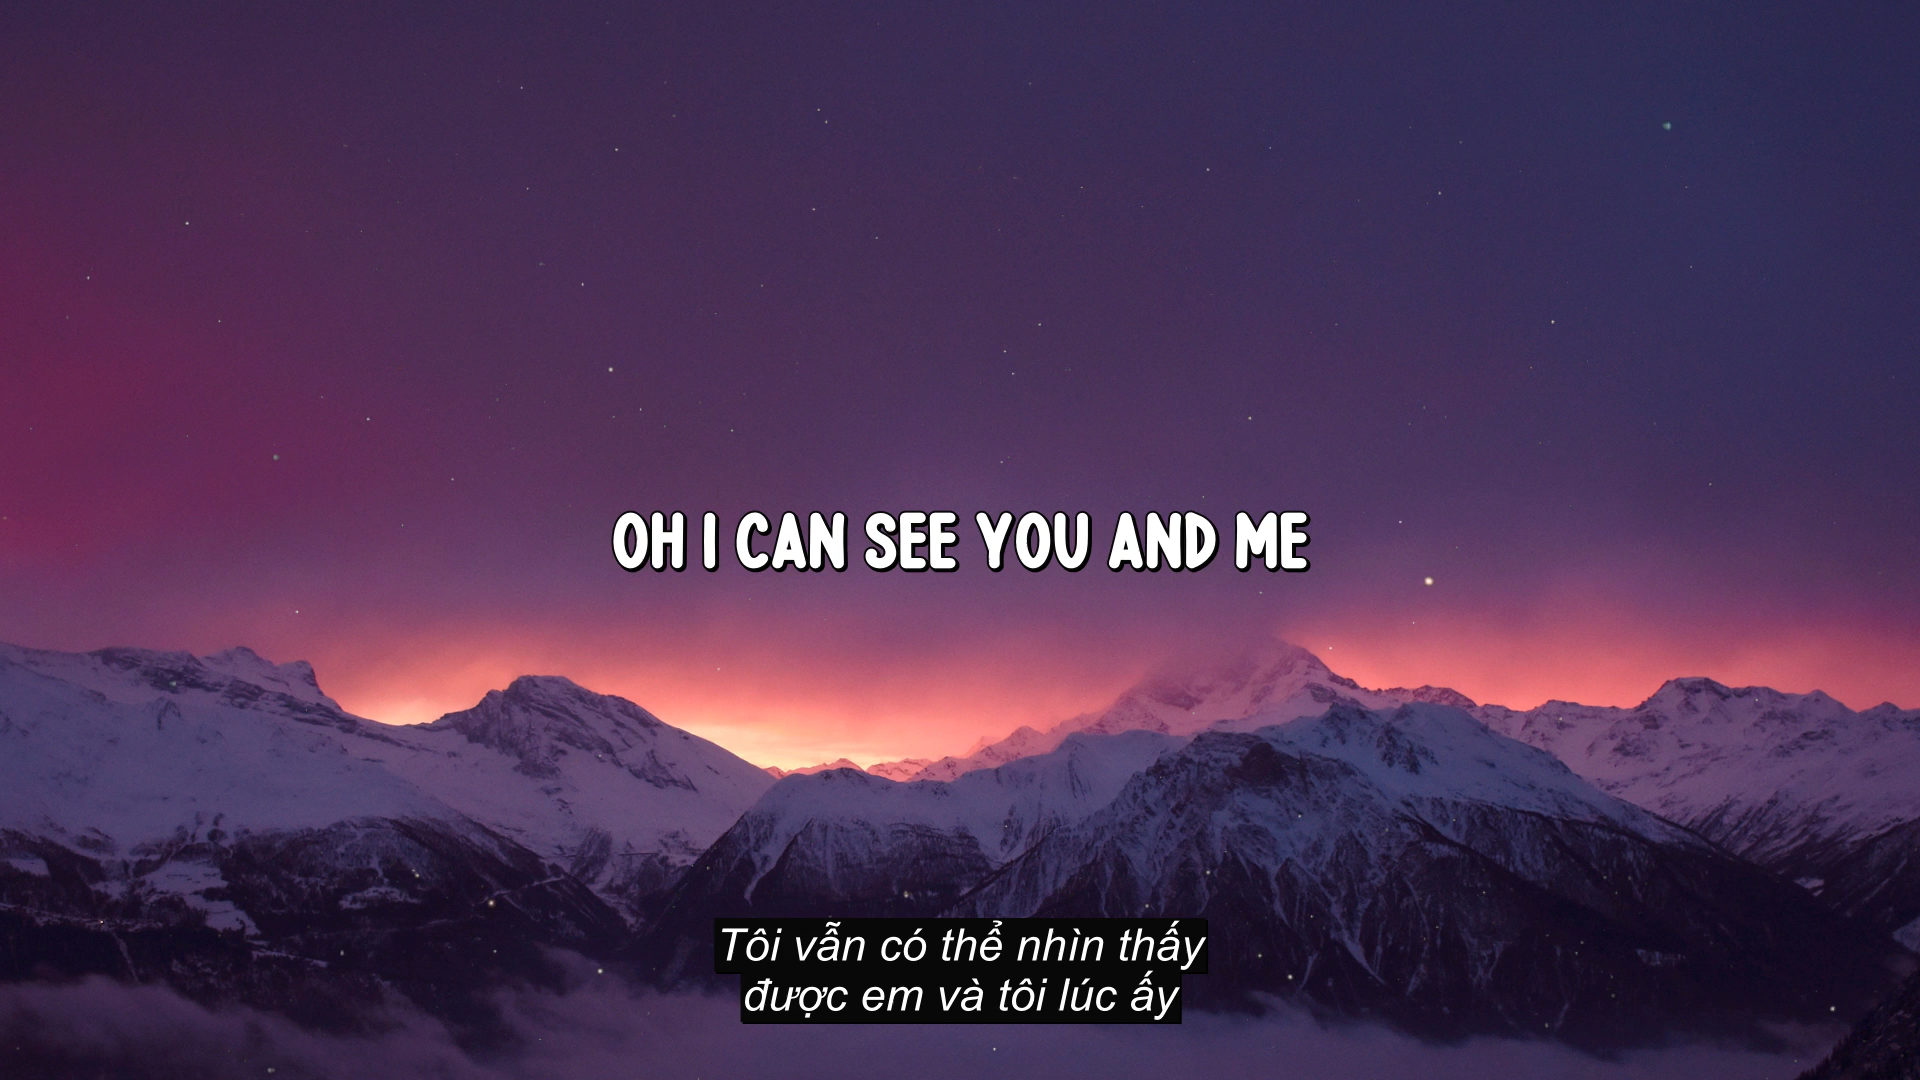 OH I CAN SEE YOU AND ME
Tôi vẫn có thể nhìn thấy
được em và tôi lúc ấy